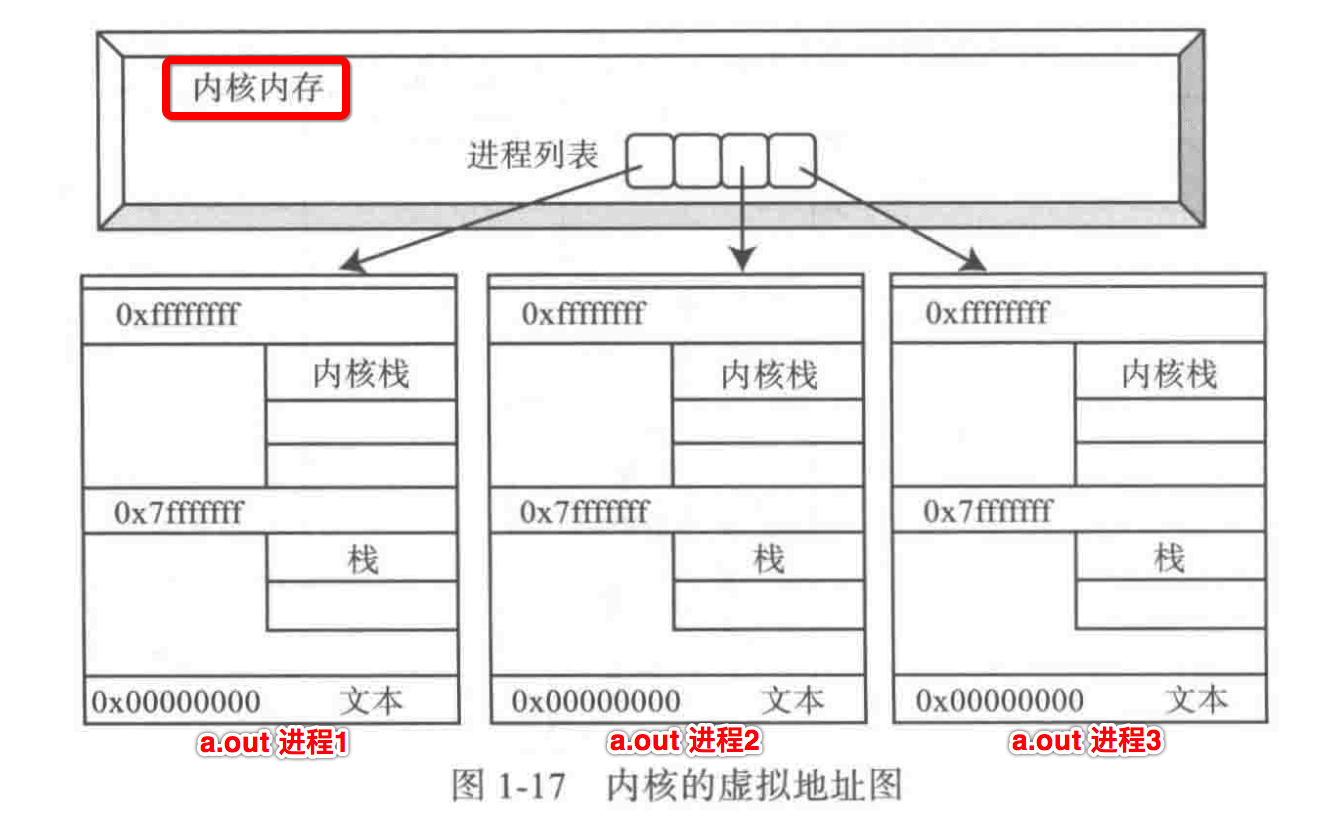 内核内存
进程列表
0xffffffff
0xffffffff
0xffffffff
内核栈
内核栈
内核栈
0x7fffffff
0x7fffffff
0x7fffffff
栈
栈
栈
0x00000000 文本
0x00000000 文本
0x00000000 文本
a.out 进程1
a.out 进程2
a.out 进程3
图 1-17 内核的虚拟地址图